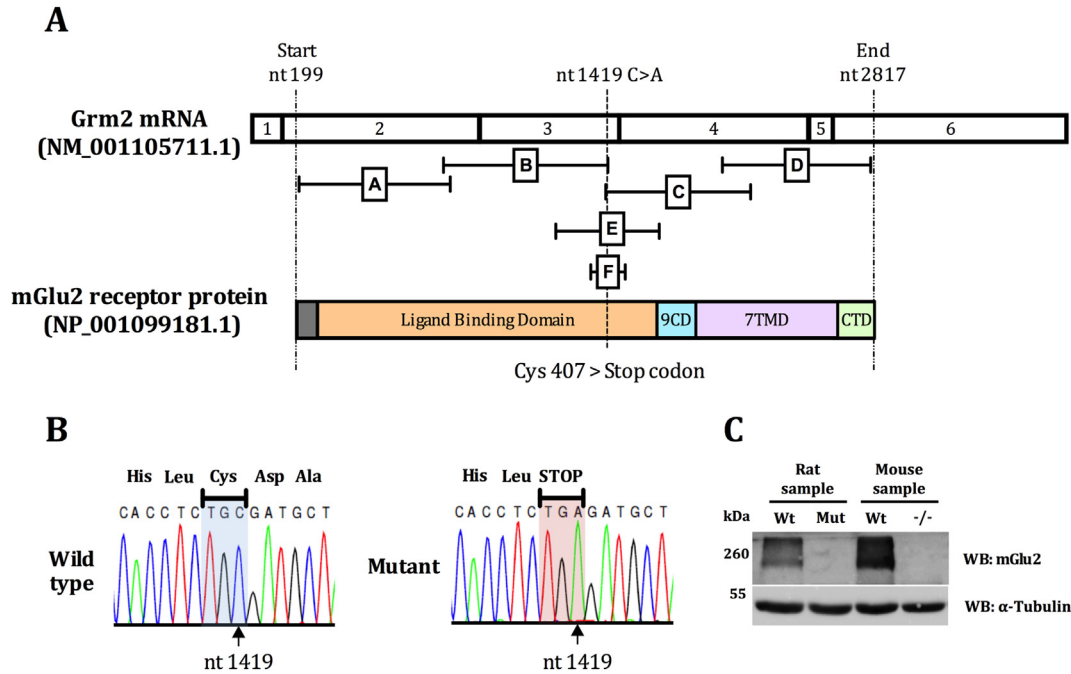 A
Start
nt 199
nt 1419 C>A
End
nt 2817
Grm2 mRNA
(NM_001105711.1)
1 2 3 4 5 6
A B C D
E
F
mGlu2 receptor protein
(NP_001099181.1)
Ligand Binding Domain 9CD 7TMD CTD
Cys 407 > Stop codon
B
His Leu Cys Asp Ala
C A C C T C T G C G A T G C T
Wild
type
nt 1419
His Leu STOP
C A C C T C T G A G A T G C T
Mutant
nt 1419
C
Rat
sample
Mouse
sample
kDa
Wt Mut Wt -/-
260
WB: mGlu2
55
WB: α-Tubulin